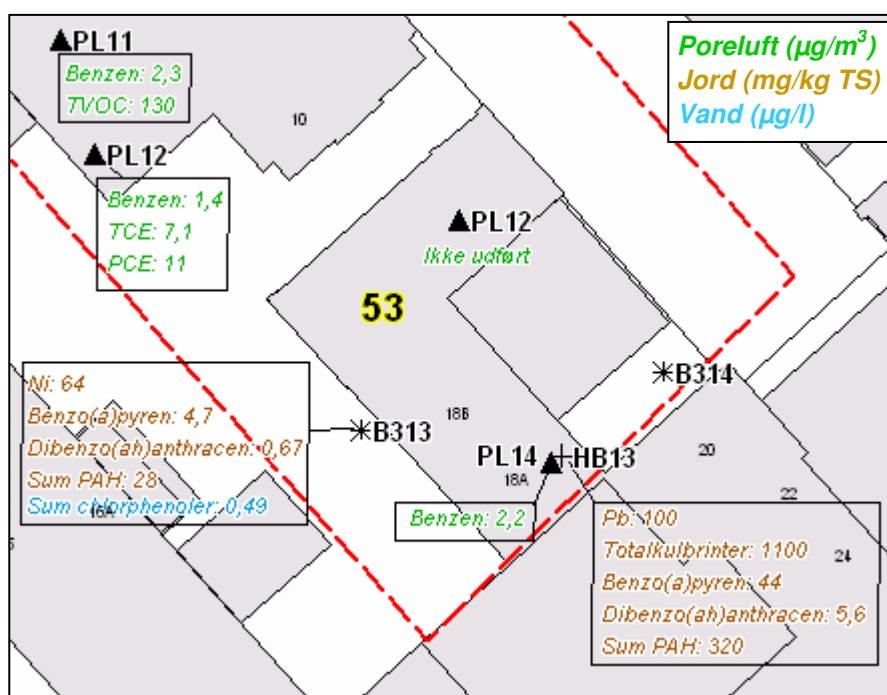 PL11
Benzen: 2,3
TVOC: 130
10
Poreluft (µg/m³)
Jord (mg/kg TS)
Vand (µg/l)
PL12
Benzen: 1,4
TCE: 7,1
PCE: 11
PL12
Ikke udført
53
Ni: 64
Benzo(a)pyren: 4,7
Dibenzo(ah)anthracen: 0,67
Sum PAH: 28
Sum chlorphenoler: 0,49
16A
B313
18B
B314
PL14
HB13
18A
20
22
24
Benzen: 2,2
Pb: 100
Totalkulbrinter: 1100
Benzo(a)pyren: 44
Dibenzo(ah)anthracen: 5,6
Sum PAH: 320